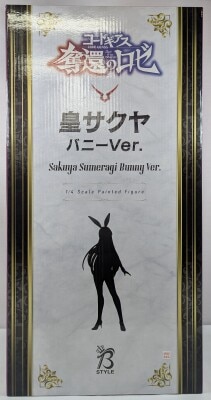 コードギアス
奪還のロゼ
皇サクヤ
バニーVer.
Sakuya Sumeragi Bunny Ver.
1/4 Scale Painted Figure
B
STYLE